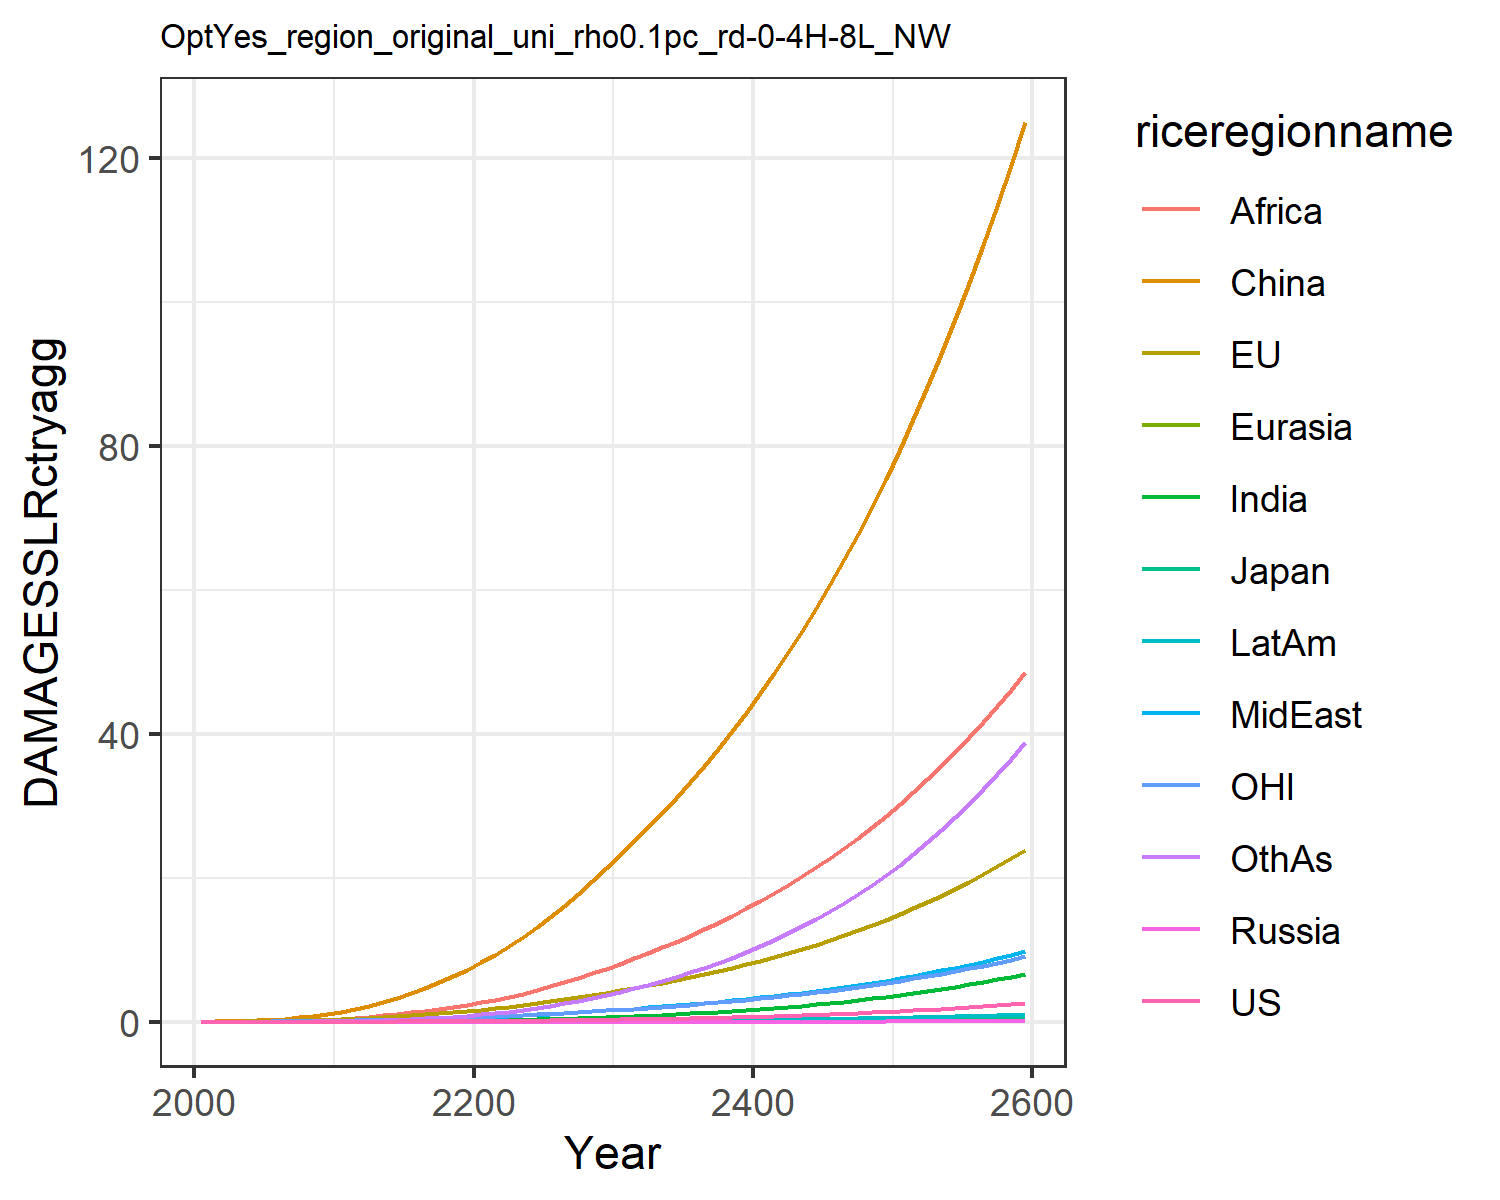 OptYes_region_original_uni_rho0.1pc_rd-0-4H-8L_NW
DAMAGESSLRctryagg
120
80
40
0
2000 2200 2400 2600
Year
riceregionname
Africa
China
EU
Eurasia
India
Japan
LatAm
MidEast
OHI
OthAs
Russia
US